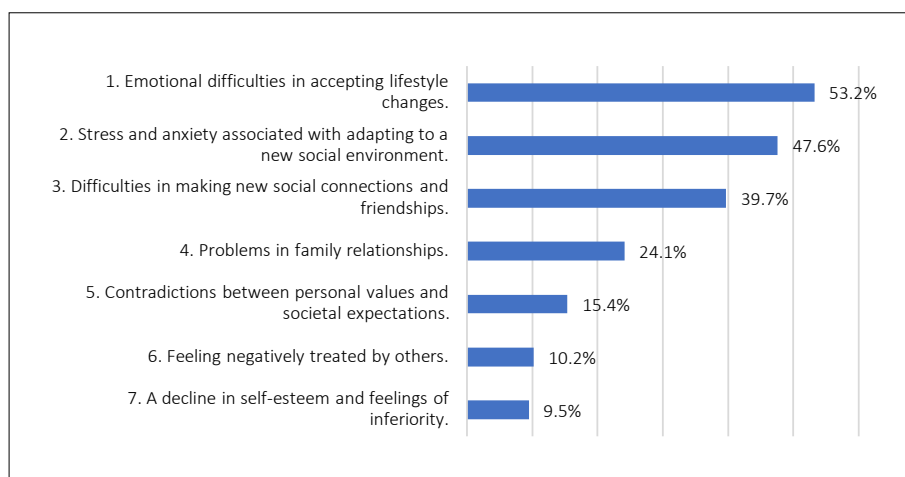 1. Emotional difficulties in accepting lifestyle
changes.
53.2%
2. Stress and anxiety associated with adapting to a
new social environment.
47.6%
3. Difficulties in making new social connections and
friendships.
39.7%
4. Problems in family relationships.
24.1%
5. Contradictions between personal values and
societal expectations.
15.4%
6. Feeling negatively treated by others.
10.2%
7. A decline in self-esteem and feelings of
inferiority.
9.5%